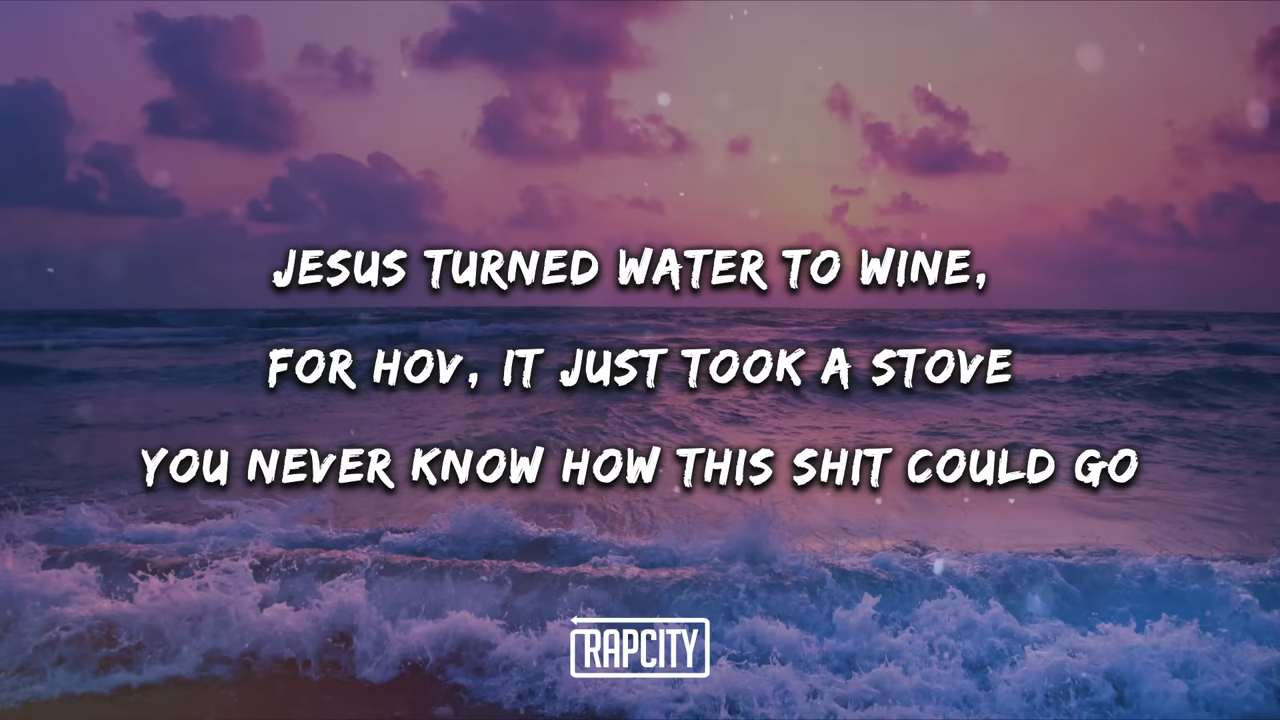 JESUS TURNED WATER TO WINE,
FOR HOV, IT JUST TOOK A STOVE
YOU NEVER KNOW HOW THIS SHIT COULD GO
RAPCITY